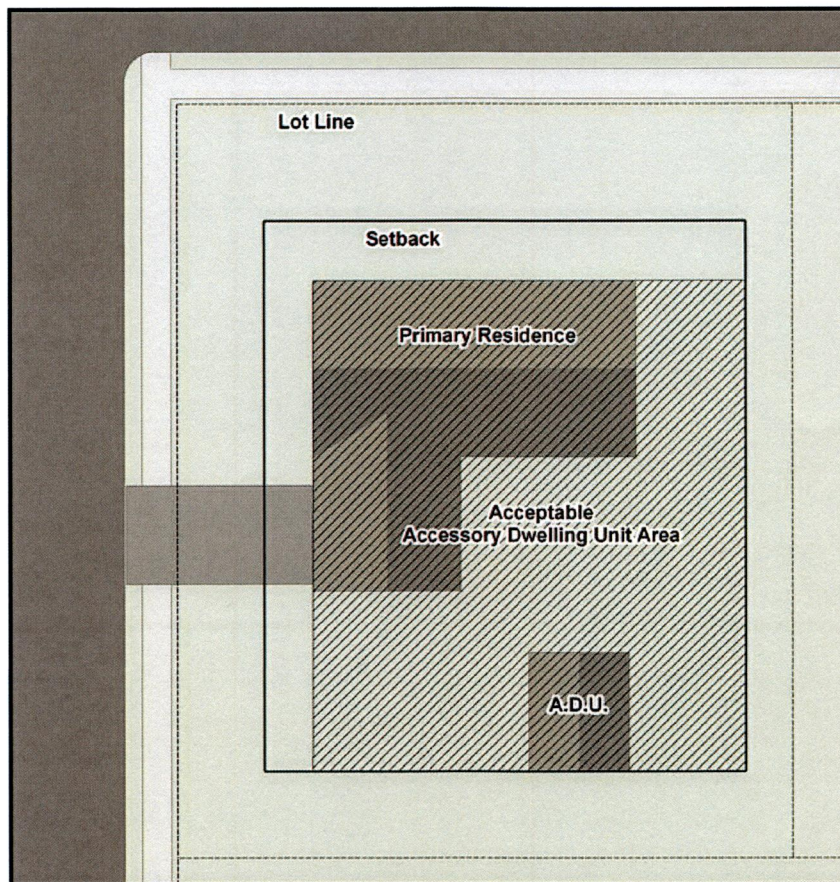 Lot Line
Setback
Primary Residence
Acceptable
Accessory Dwelling Unit Area
A.D.U.